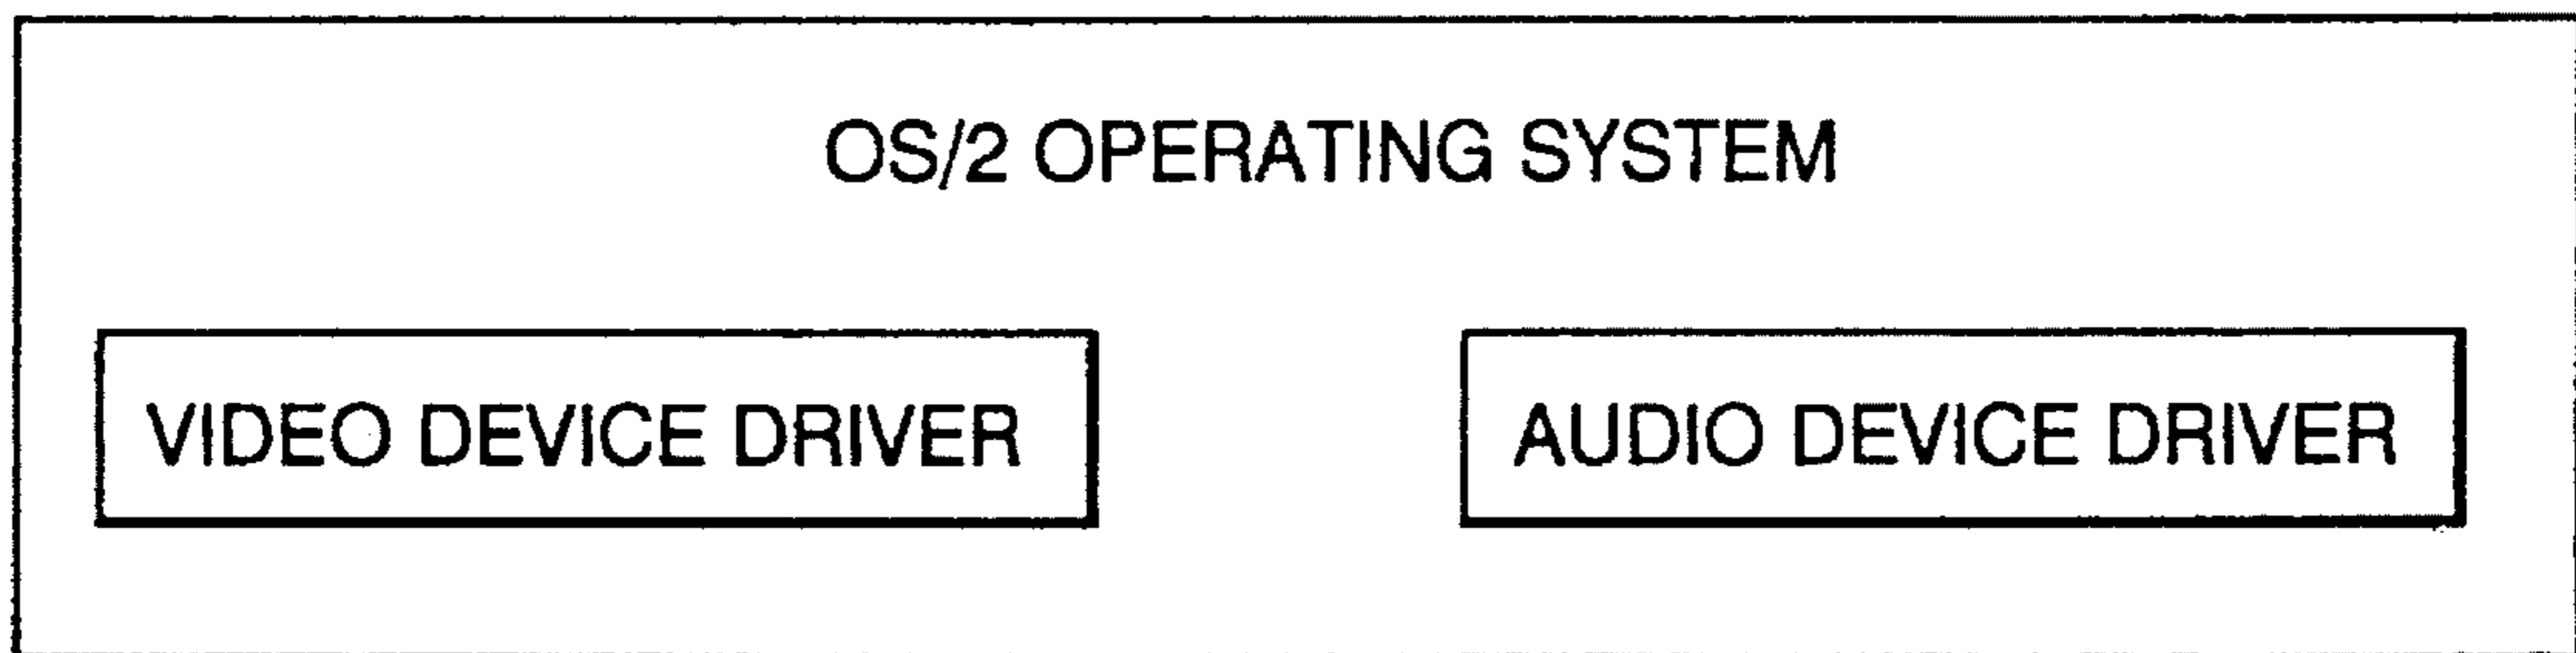 OS/2 OPERATING SYSTEM
VIDEO DEVICE DRIVER
AUDIO DEVICE DRIVER